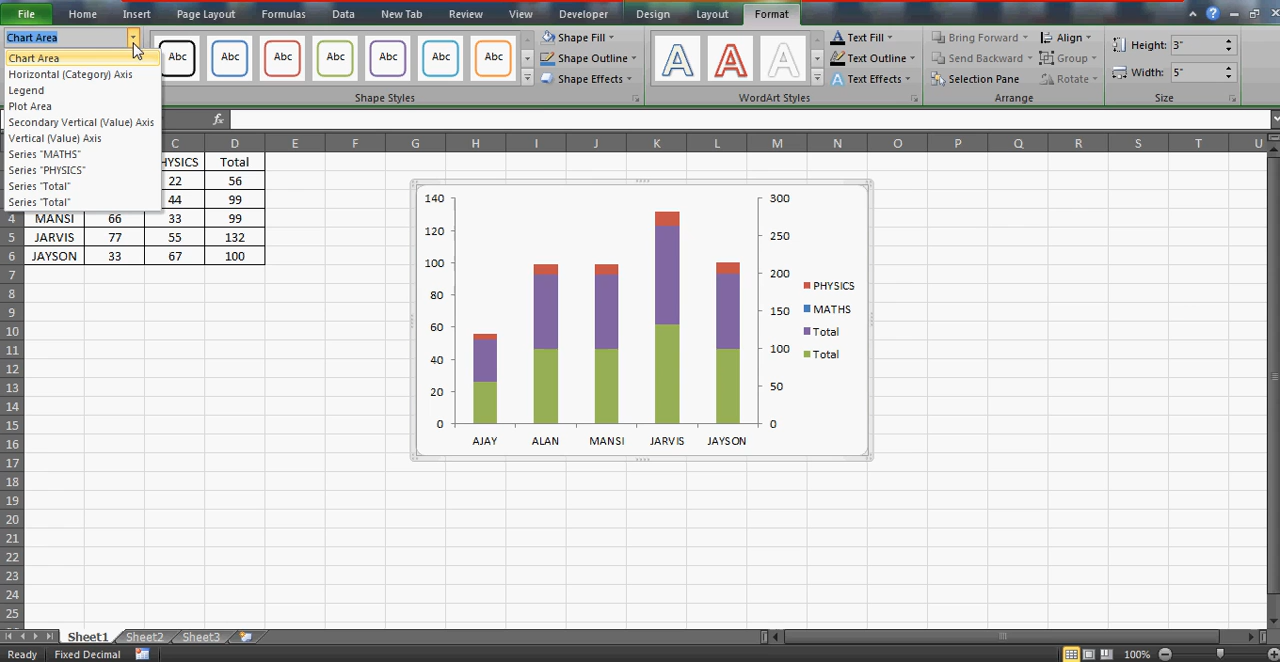 File Home Insert Page Layout Formulas Data New Tab Review View Developer Design Layout Format
Chart Area
Chart Area
Horizontal (Category) Axis
Legend
Plot Area
Secondary Vertical (Value) Axis
Vertical (Value) Axis
Series "MATHS"
Series "PHYSICS"
Series "Total"
Series "Total"
Abc Abc Abc Abc Abc Abc Abc
Shape Fill
Shape Outline
Shape Effects
Shape Styles
A A A
Text Fill
Text Outline
Text Effects
WordArt Styles
Bring Forward
Send Backward
Selection Pane
Align
Group
Rotate
Arrange
Height: 3"
Width: 5"
Size
fx
C D E F G H I J K L M N O P Q R S T U
HYSICS Total
22 56
44 99
4 MANSI 66 33 99
5 JARVIS 77 55 132
6 JAYSON 33 67 100
7
8
9
10
11
12
13
14
15
16
17
18
19
20
21
22
23
24
25
140
120
100
80
60
40
20
0
300
250
200
150
100
50
0
AJAY ALAN MANSI JARVIS JAYSON
PHYSICS
MATHS
Total
Total
Sheet1 Sheet2 Sheet3
Ready Fixed Decimal 100%